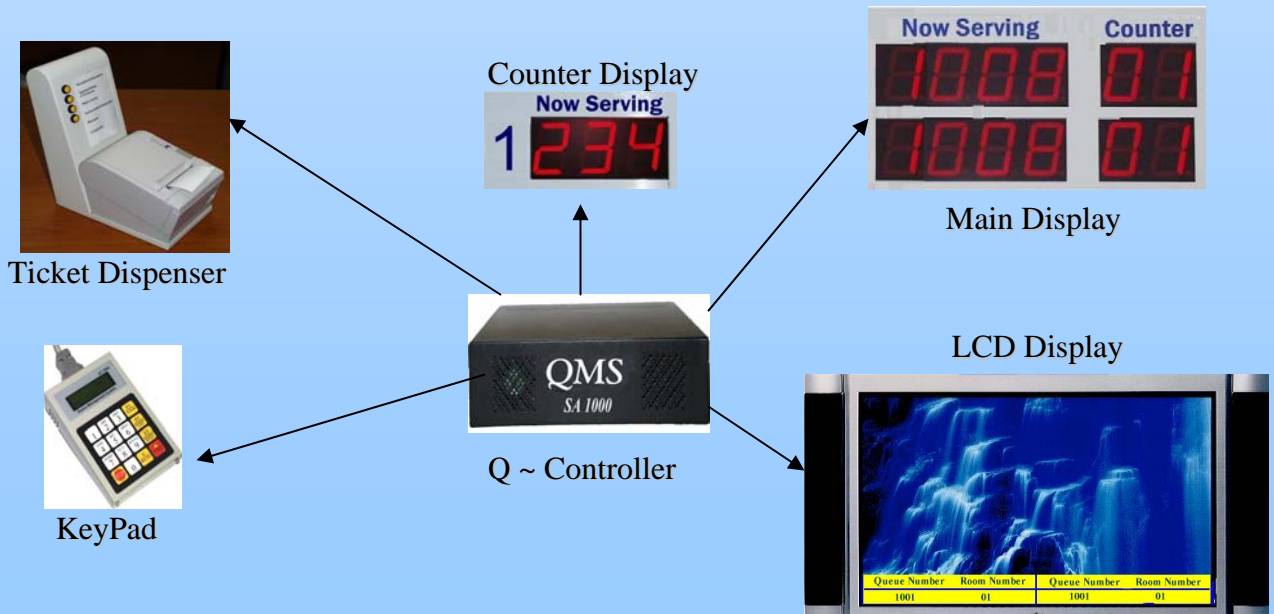 Now Serving Counter
1008 01
1008 01
Main Display
Counter Display
Now Serving
1 234
Ticket Dispenser
QMS
SA 1000
Q ~ Controller
KeyPad
LCD Display
Queue Number Room Number Queue Number Room Number
1001 01 1001 01